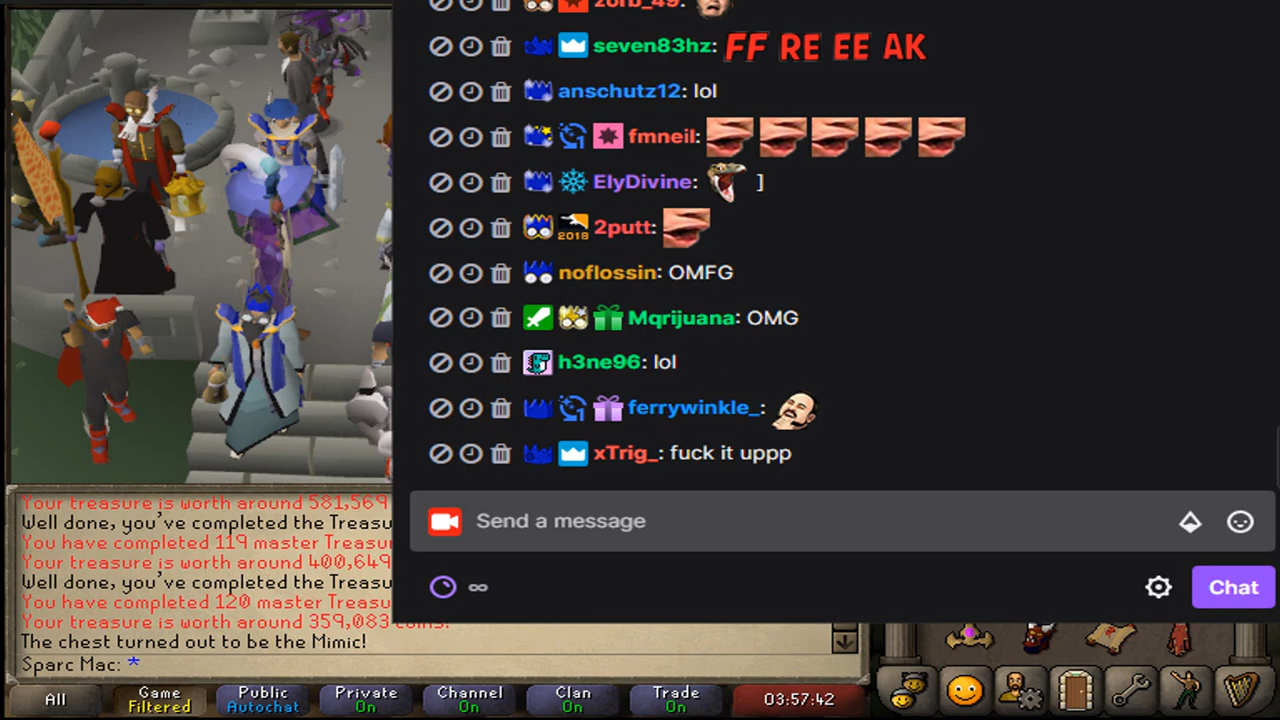 zorb_49:
seven83hz: FF RE EE AK
anschutz12: lol
fmneil:
ElyDivine: ]
2018 2putt:
noflossin: OMFG
Mqrijuana: OMG
h3ne96: lol
ferrywinkle_:
xTrig_: fuck it uppp
Send a message
∞
Chat
Your treasure is worth around 581,569
Well done, you've completed the Treasu
You have completed 119 master Treasu
Your treasure is worth around 400,649
Well done, you've completed the Treasu
You have completed 120 master Treasu
Your treasure is worth around 359,083 coins.
The chest turned out to be the Mimic!
Sparc Mac: *
All Game Public Private Channel Clan Trade 03:57:42
Filtered Autochat On On On On